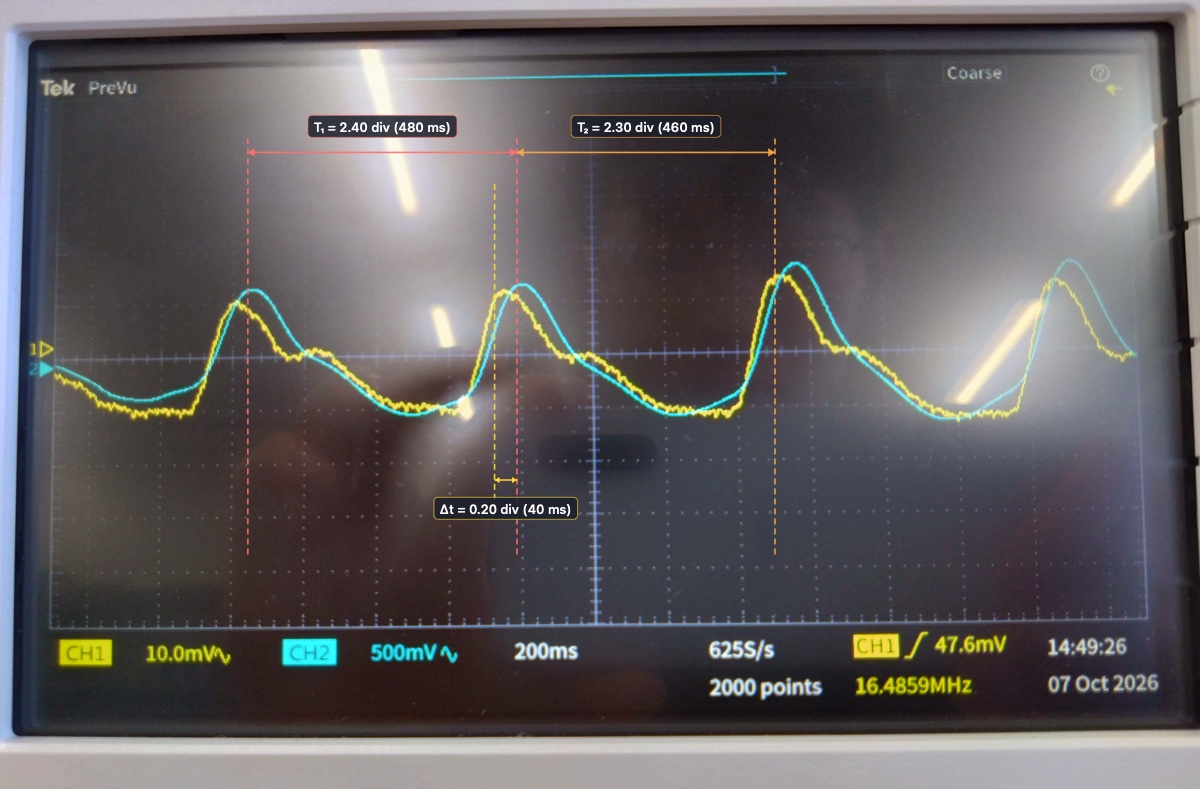 Tek PreVu
Coarse
?
T₁ = 2.40 div (480 ms)
T₂ = 2.30 div (460 ms)
1
2
Δt = 0.20 div (40 ms)
CH1 10.0mV CH2 500mV 200ms 625S/s CH1 47.6mV 14:49:26
2000 points 16.4859MHz 07 Oct 2026